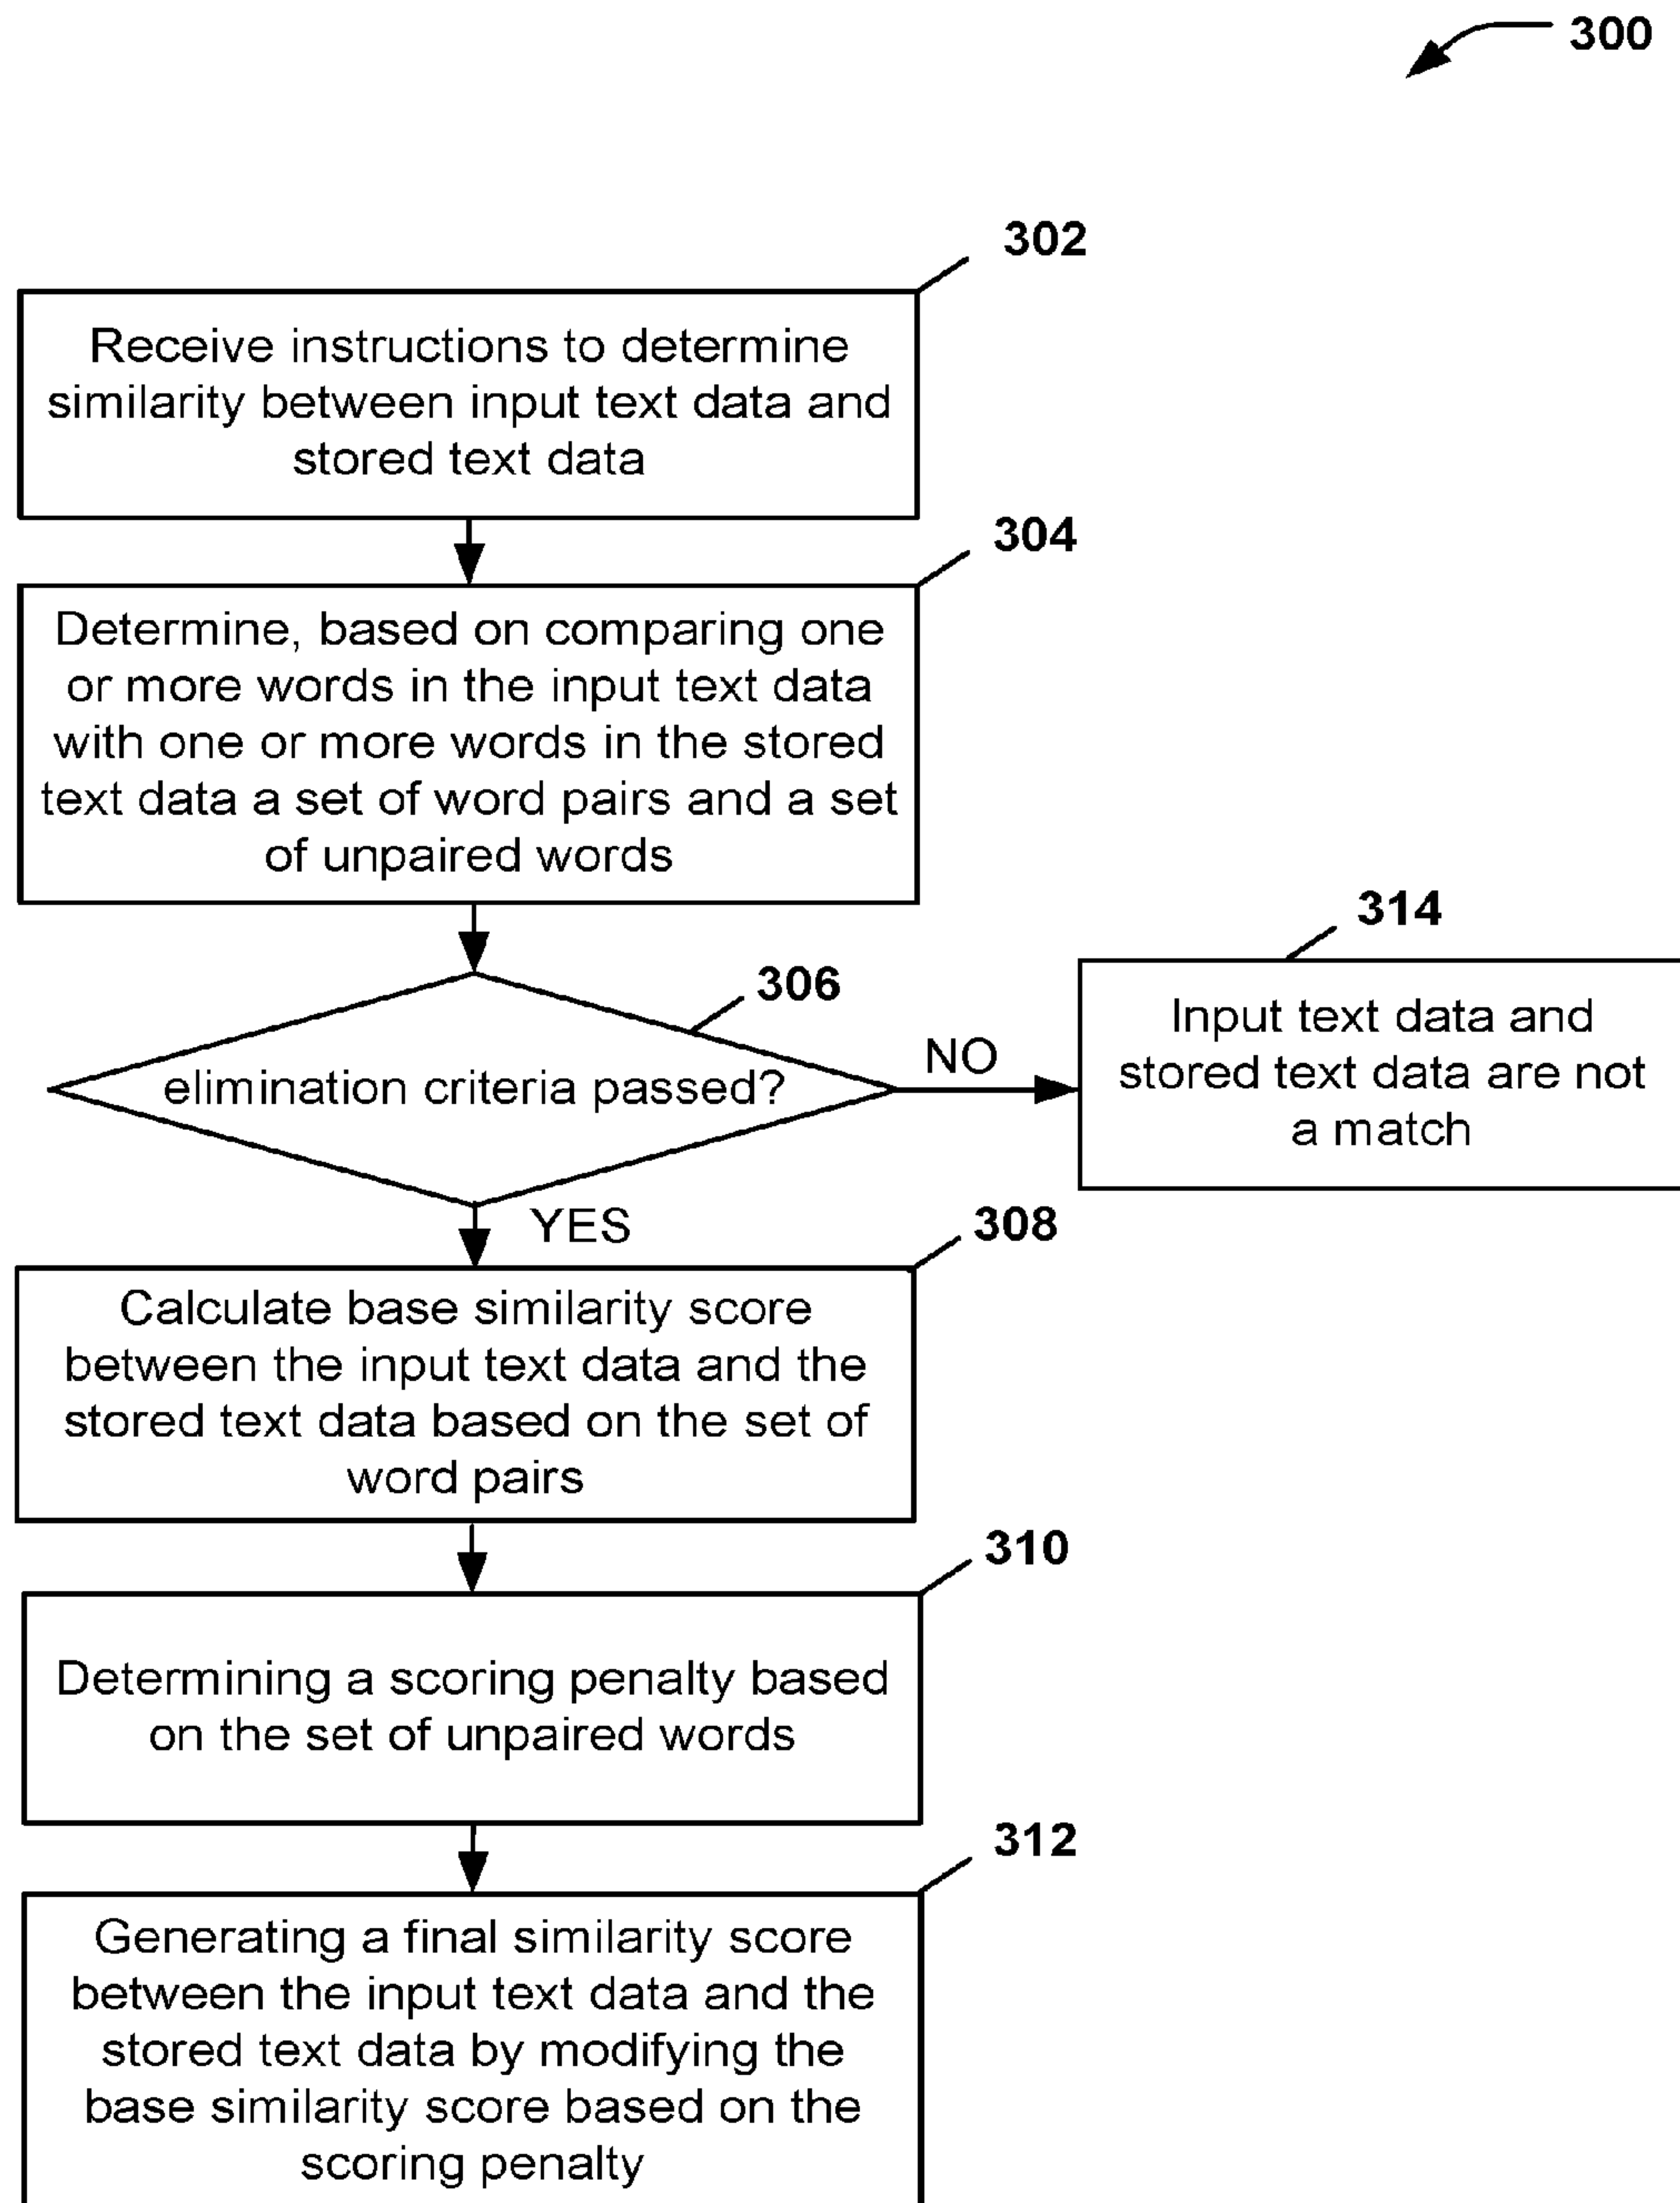 300
302
Receive instructions to determine
similarity between input text data and
stored text data
304
Determine, based on comparing one
or more words in the input text data
with one or more words in the stored
text data a set of word pairs and a set
of unpaired words
306
elimination criteria passed?
NO
314
Input text data and
stored text data are not
a match
YES
308
Calculate base similarity score
between the input text data and the
stored text data based on the set of
word pairs
310
Determining a scoring penalty based
on the set of unpaired words
312
Generating a final similarity score
between the input text data and the
stored text data by modifying the
base similarity score based on the
scoring penalty